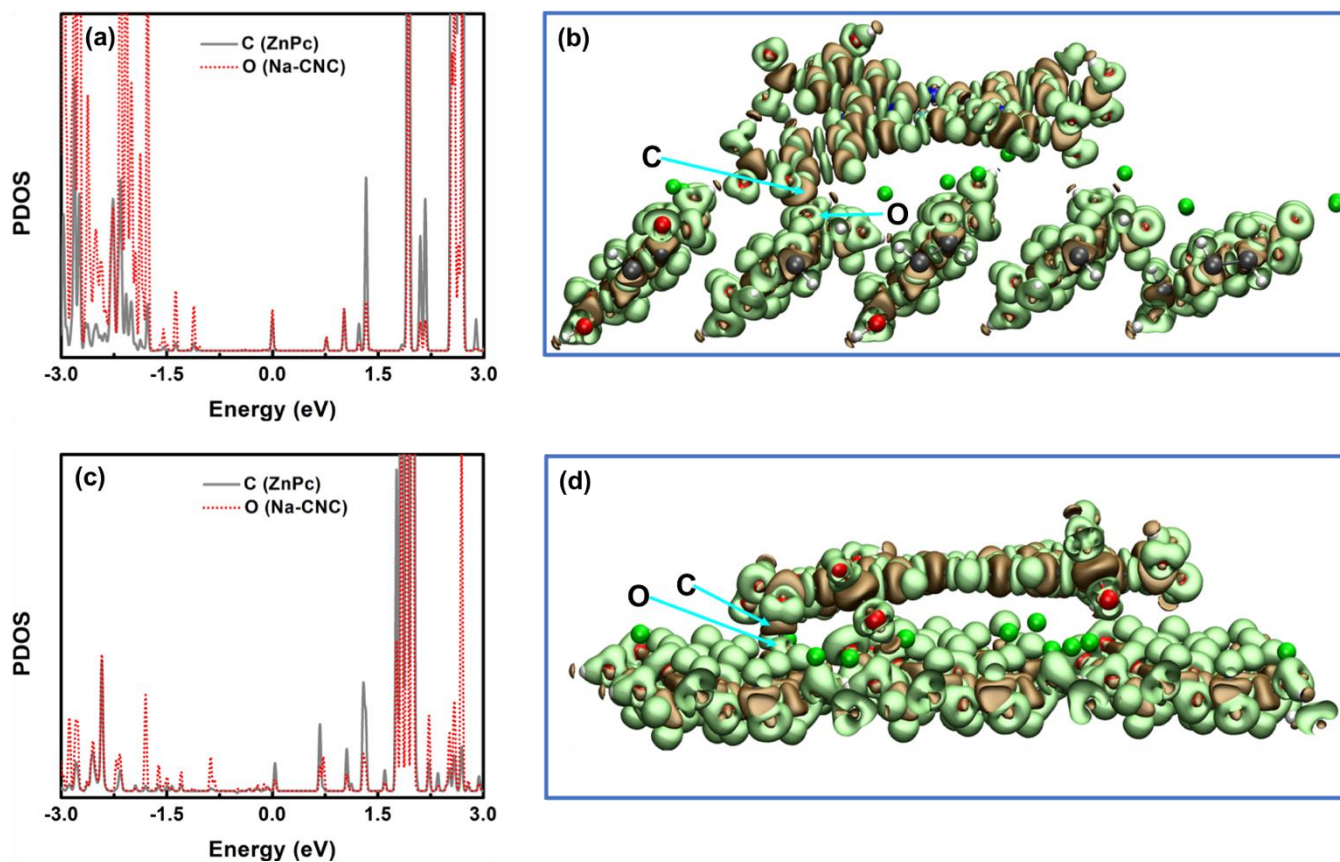 (a)
C (ZnPc)
O (Na-CNC)
PDOS
-3.0 -1.5 0.0 1.5 3.0
Energy (eV)
(b)
C
O
(c)
C (ZnPc)
O (Na-CNC)
PDOS
-3.0 -1.5 0.0 1.5 3.0
Energy (eV)
(d)
C
O